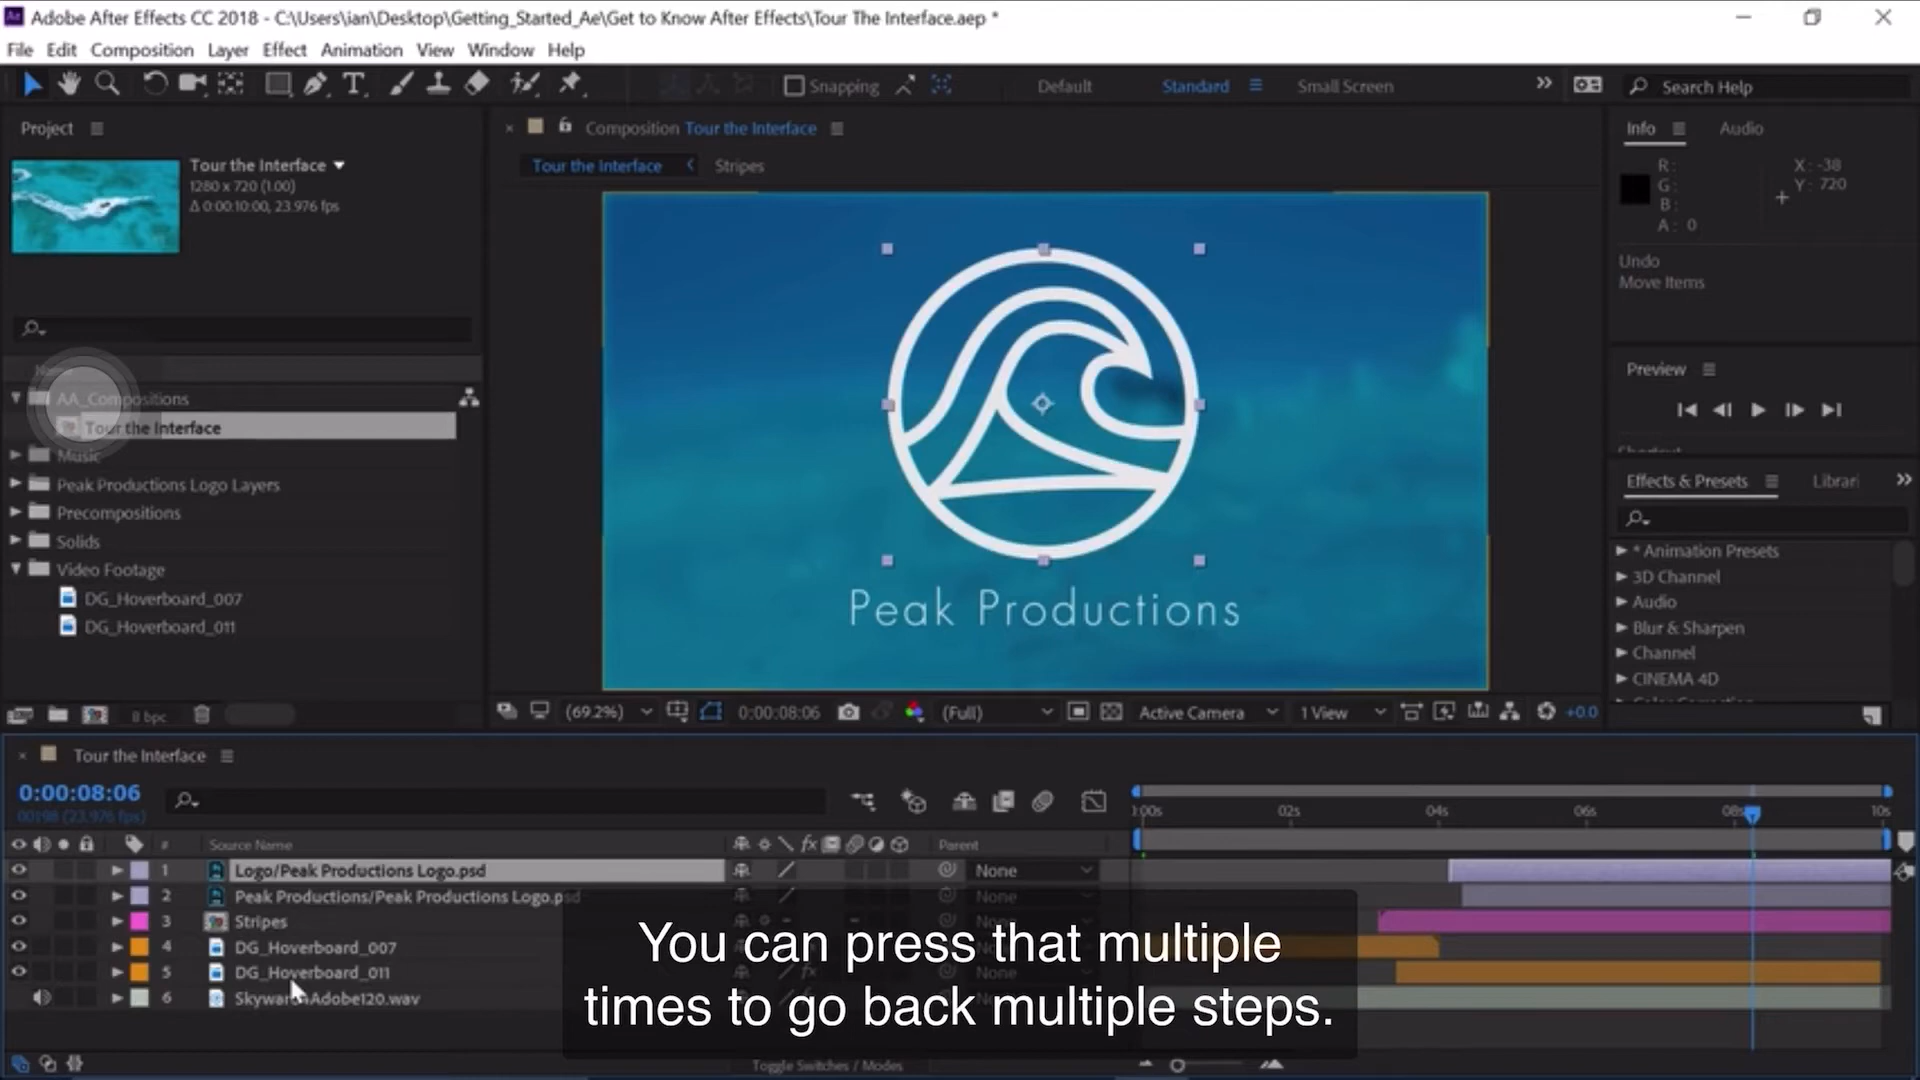 Adobe After Effects CC 2018 - C:\Users\ian\Desktop\Getting_Started_Ae\Get to Know After Effects\Tour The Interface.aep *
File Edit Composition Layer Effect Animation View Window Help
Snapping Default Standard Small Screen Search Help
Project
Composition Tour the Interface
Info Audio
Tour the Interface
1280 x 720 (1.00)
Δ 0:00:10:00, 23.976 fps
Tour the Interface Stripes
R: X: -38
G: Y: 720
B:
A: 0
Undo
Move Items
Preview
AA_Compositions
Tour the Interface
Music
Peak Productions Logo Layers
Precompositions
Solids
Video Footage
DG_Hoverboard_007
DG_Hoverboard_011
Peak Productions
Effects & Presets Librari
* Animation Presets
3D Channel
Audio
Blur & Sharpen
Channel
CINEMA 4D
8 bpc
(69.2%) 0:00:08:06 (Full) Active Camera 1 View +0.0
Tour the Interface
0:00:08:06
00198 (23.976 fps)
:00s 02s 04s 06s 08s 10s
# Source Name fx Parent
1 Logo/Peak Productions Logo.psd None
2 Peak Productions/Peak Productions Logo.psd None
3 Stripes
4 DG_Hoverboard_007
5 DG_Hoverboard_011 fx None
6
You can press that multiple
times to go back multiple steps.
Toggle Switches / Modes